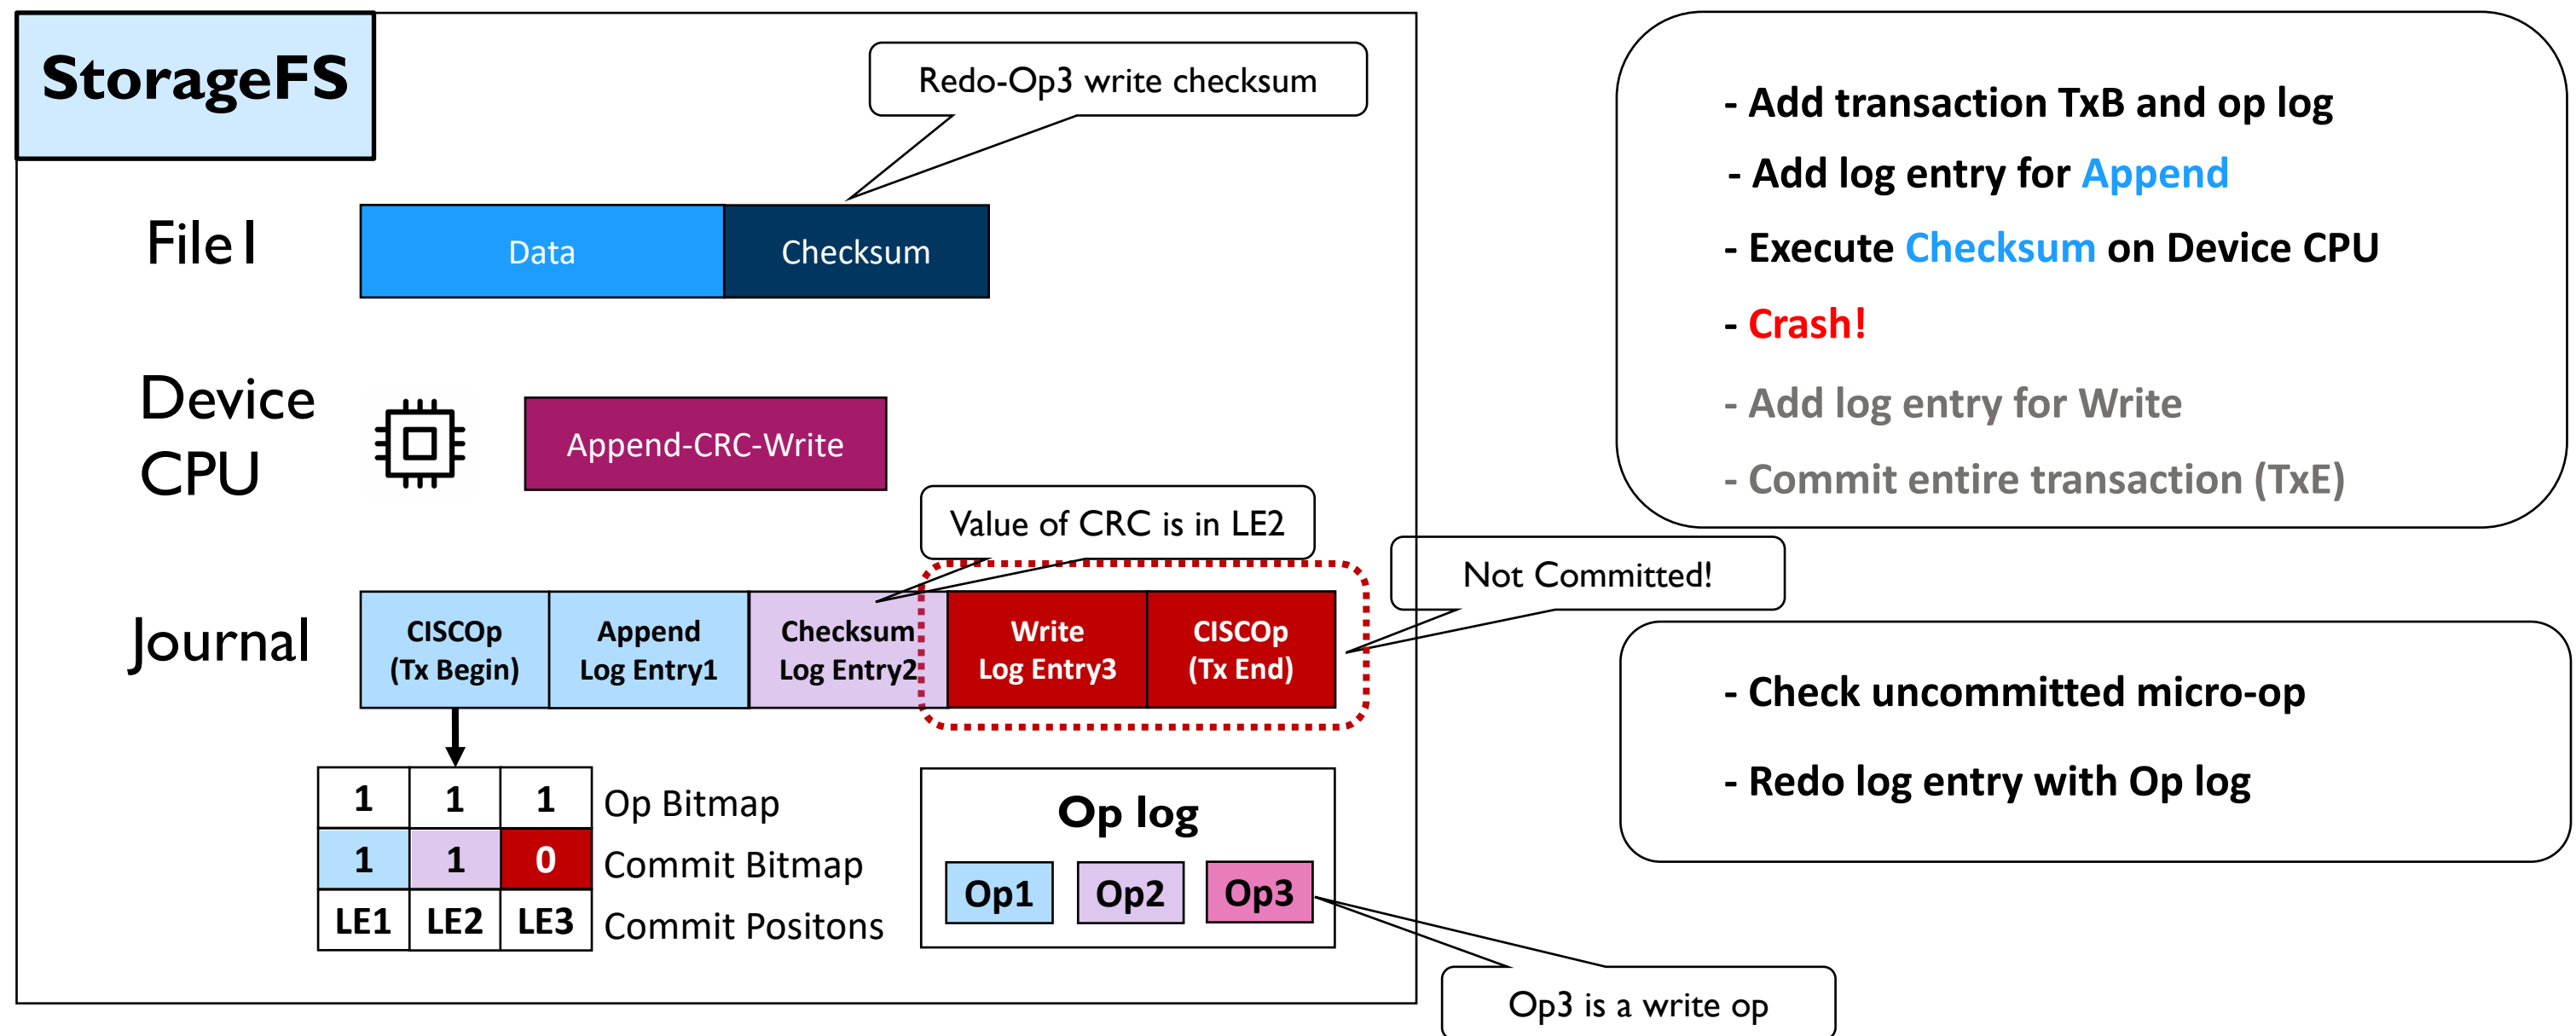 StorageFS
Redo-Op3 write checksum
File1
Data
Checksum
Device
CPU
Append-CRC-Write
Value of CRC is in LE2
Not Committed!
Journal
CISCOp
(Tx Begin)
Append
Log Entry1
Checksum
Log Entry2
Write
Log Entry3
CISCOp
(Tx End)
1 1 1 Op Bitmap
1 1 0 Commit Bitmap
LE1 LE2 LE3 Commit Positons
Op log
Op1 Op2 Op3
Op3 is a write op
- Add transaction TxB and op log
- Add log entry for Append
- Execute Checksum on Device CPU
- Crash!
- Add log entry for Write
- Commit entire transaction (TxE)
- Check uncommitted micro-op
- Redo log entry with Op log